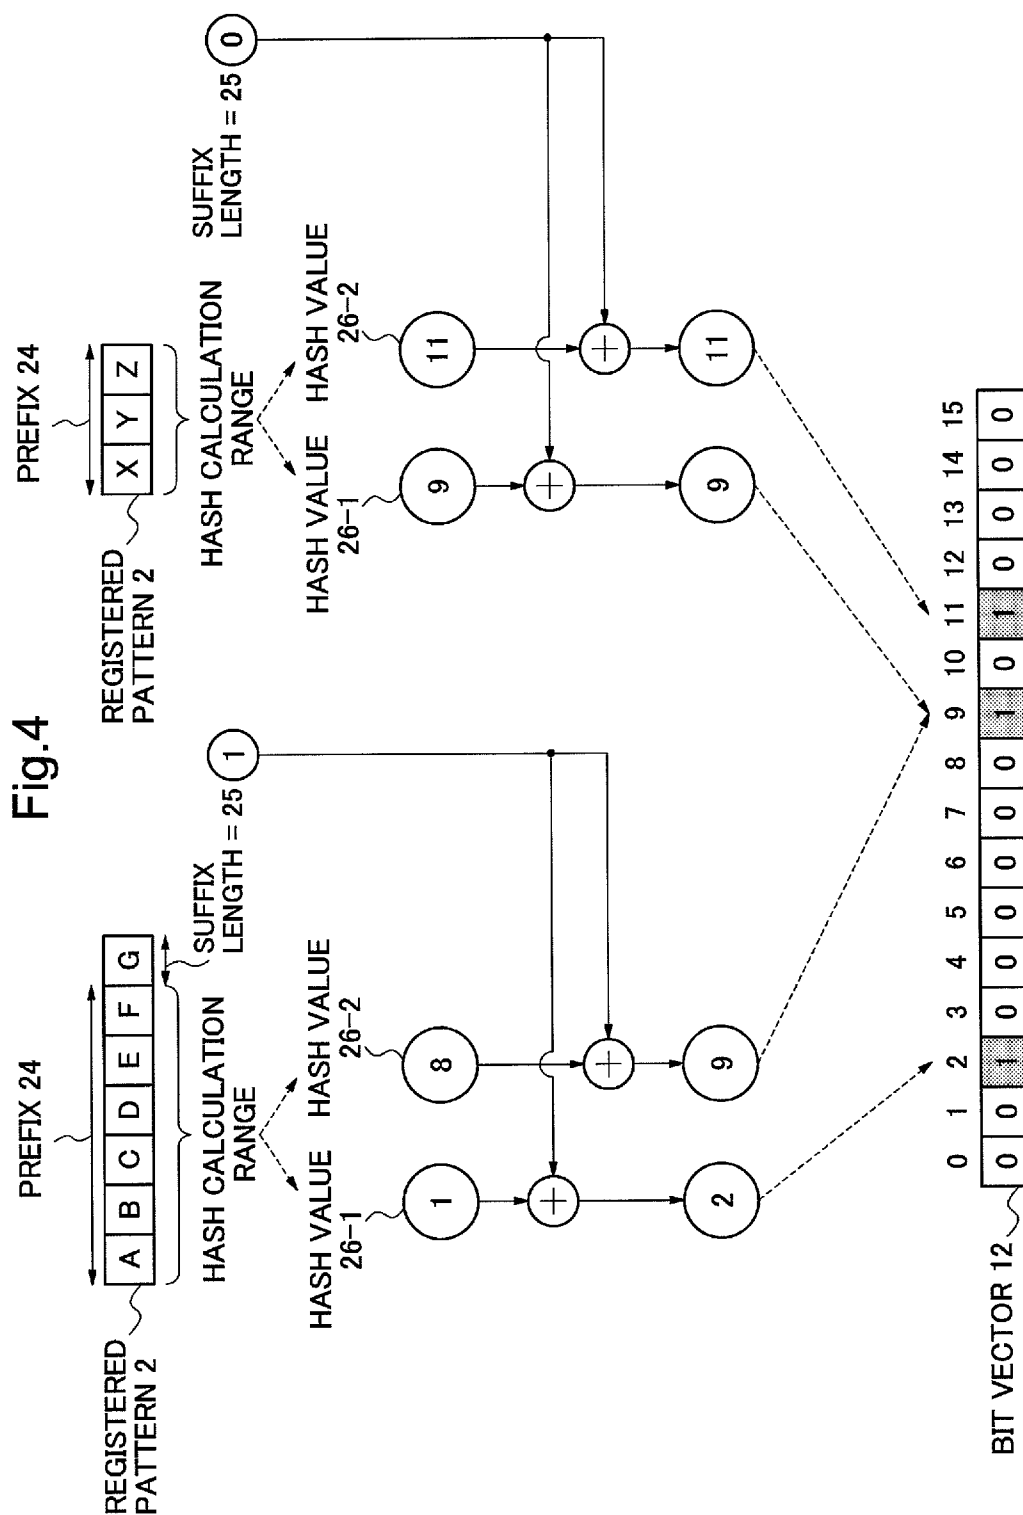 Fig.4
PREFIX 24
A B C D E F G
REGISTERED
PATTERN 2
HASH CALCULATION
RANGE
SUFFIX
LENGTH = 25
1
HASH VALUE
26-1
HASH VALUE
26-2
1
8
+
+
2
9
PREFIX 24
X Y Z
REGISTERED
PATTERN 2
HASH CALCULATION
RANGE
SUFFIX
LENGTH = 25
0
HASH VALUE
26-1
HASH VALUE
26-2
9
11
+
+
9
11
0 1 2 3 4 5 6 7 8 9 10 11 12 13 14 15
0 0 1 0 0 0 0 0 0 1 0 1 0 0 0 0
BIT VECTOR 12